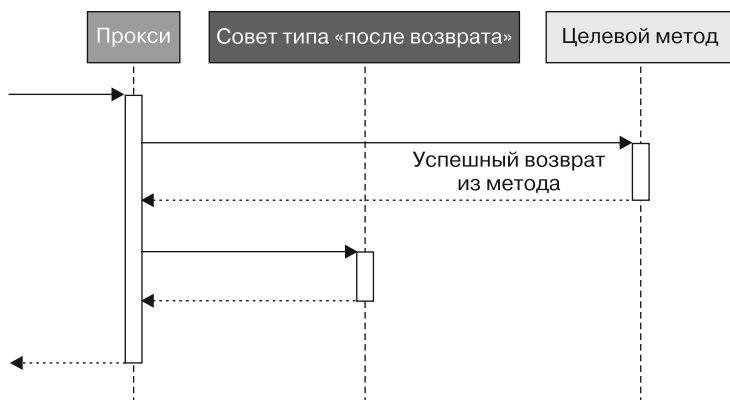 Прокси
Совет типа «после возврата»
Целевой метод
Успешный возврат
из метода